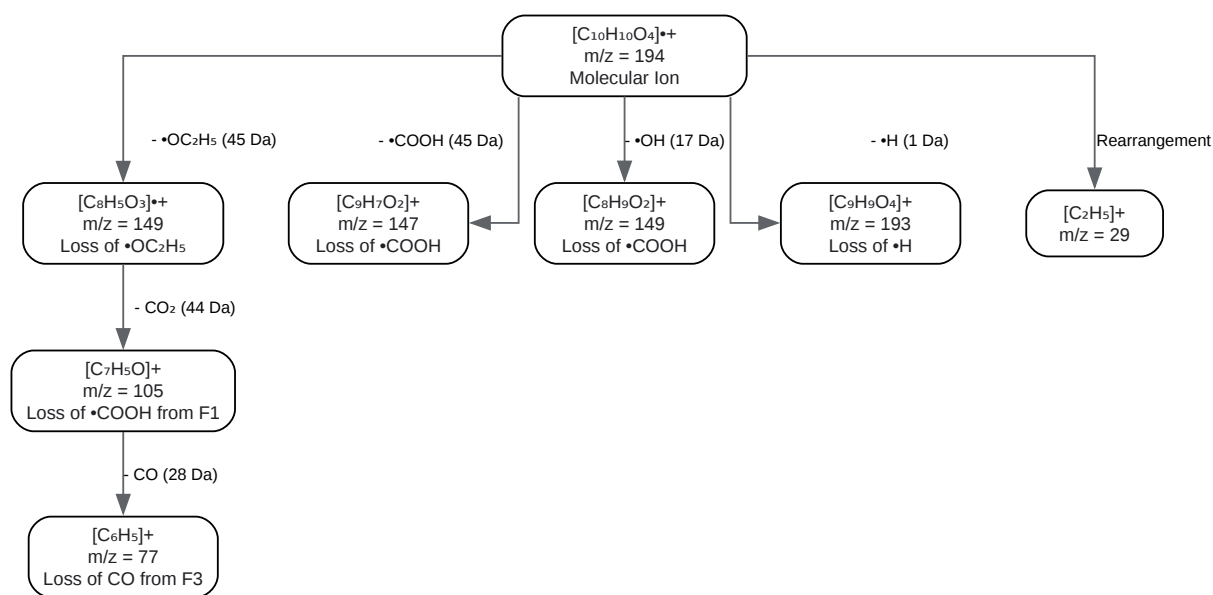 [C₁₀H₁₀O₄]•+
m/z = 194
Molecular Ion
- •OC₂H₅ (45 Da)
- •COOH (45 Da)
- •OH (17 Da)
- •H (1 Da)
Rearrangement
[C₈H₅O₃]•+
m/z = 149
Loss of •OC₂H₅
[C₉H₇O₂]+
m/z = 147
Loss of •COOH
[C₈H₉O₂]+
m/z = 149
Loss of •COOH
[C₉H₉O₄]+
m/z = 193
Loss of •H
[C₂H₅]+
m/z = 29
- CO₂ (44 Da)
[C₇H₅O]+
m/z = 105
Loss of •COOH from F1
- CO (28 Da)
[C₆H₅]+
m/z = 77
Loss of CO from F3